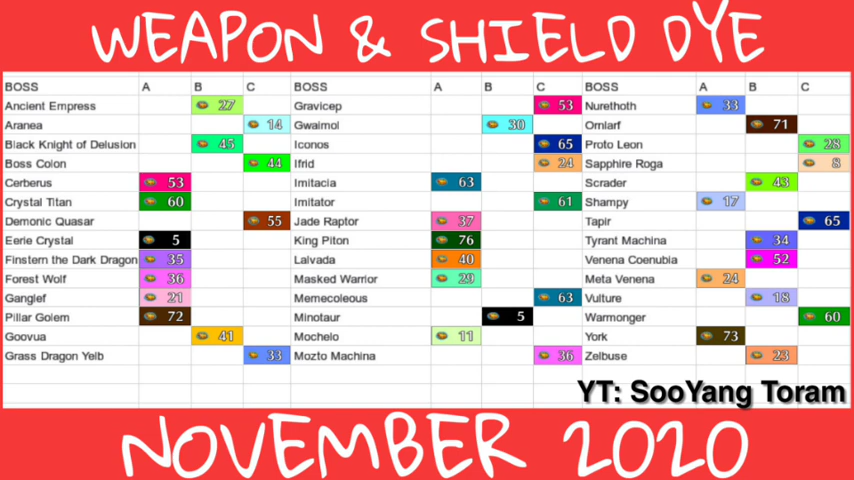 WEAPON & SHIELD DYE
BOSS A B C BOSS A B C BOSS A B C
Ancient Empress 27 Gravicep 53 Nurethoth 33
Aranea 14 Gwaimol 30 Ornlarf 71
Black Knight of Delusion 45 Iconos 65 Proto Leon 28
Boss Colon 44 Ifrid 24 Sapphire Roga 8
Cerberus 53 Imitacia 63 Scrader 43
Crystal Titan 60 Imitator 61 Shampy 17
Demonic Quasar 55 Jade Raptor 37 Tapir 65
Eerie Crystal 5 King Piton 76 Tyrant Machina 34
Finstern the Dark Dragon 35 Lalvada 40 Venena Coenubia 52
Forest Wolf 36 Masked Warrior 29 Meta Venena 24
Ganglef 21 Memecoleous 63 Vulture 18
Pillar Golem 72 Minotaur 5 Warmonger 60
Goovua 41 Mochelo 11 York 73
Grass Dragon Yelb 33 Mozto Machina 36 Zelbuse 23
YT: SooYang Toram
NOVEMBER 2020